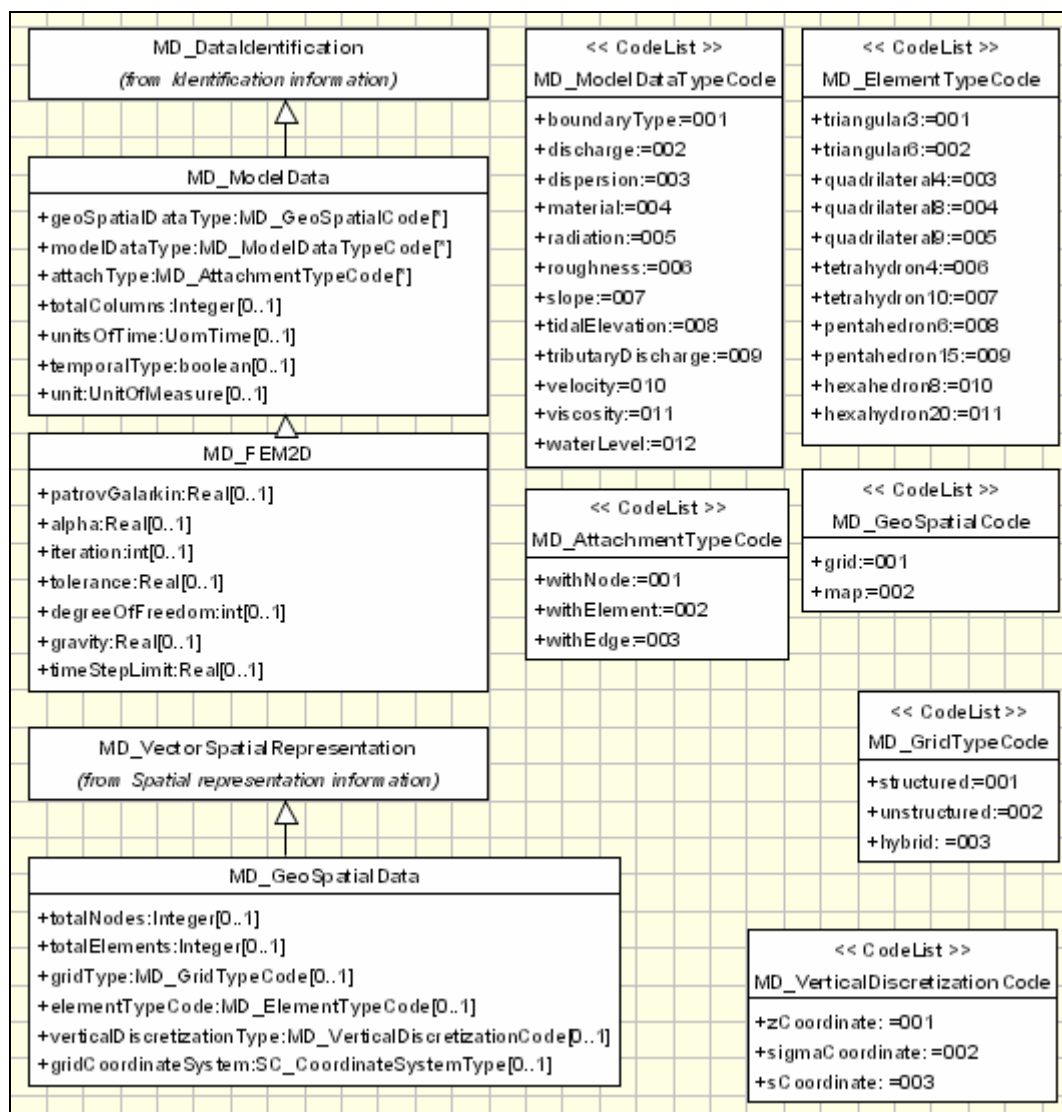 MD_DataIdentification
(from Identification information)
MD_ModelData
+geoSpatialDataType:MD_GeoSpatialCode[*]
+modelDataType:MD_ModelDataTypeCode[*]
+attachType:MD_AttachmentTypeCode[*]
+totalColumns:Integer[0..1]
+unitsOfTime:UomTime[0..1]
+temporalType:boolean[0..1]
+unit:UnitOfMeasure[0..1]
MD_FEM2D
+patrovGalarkin:Real[0..1]
+alpha:Real[0..1]
+iteration:int[0..1]
+tolerance:Real[0..1]
+degreeOfFreedom:int[0..1]
+gravity:Real[0..1]
+timeStepLimit:Real[0..1]
MD_VectorSpatialRepresentation
(from Spatial representation information)
MD_GeoSpatialData
+totalNodes:Integer[0..1]
+totalElements:Integer[0..1]
+gridType:MD_GridTypeCode[0..1]
+elementTypeCode:MD_ElementTypeCode[0..1]
+verticalDiscretizationType:MD_VerticalDiscretizationCode[0..1]
+gridCoordinateSystem:SC_CoordinateSystemType[0..1]
<< CodeList >>
MD_ModelDataTypeCode
+boundaryType:=001
+discharge:=002
+dispersion:=003
+material:=004
+radiation:=005
+roughness:=006
+slope:=007
+tidalElevation:=008
+tributaryDischarge:=009
+velocity:=010
+viscosity:=011
+waterLevel:=012
<< CodeList >>
MD_AttachmentTypeCode
+withNode:=001
+withElement:=002
+withEdge:=003
<< CodeList >>
MD_ElementTypeCode
+triangular3:=001
+triangular6:=002
+quadrilateral4:=003
+quadrilateral8:=004
+quadrilateral9:=005
+tetrahydron4:=006
+tetrahydron10:=007
+pentahedron6:=008
+pentahedron15:=009
+hexahedron8:=010
+hexahydron20:=011
<< CodeList >>
MD_GeoSpatialCode
+grid:=001
+map:=002
<< CodeList >>
MD_GridTypeCode
+structured:=001
+unstructured:=002
+hybrid: =003
<< CodeList >>
MD_VerticalDiscretizationCode
+zCoordinate: =001
+sigmaCoordinate: =002
+sCoordinate: =003